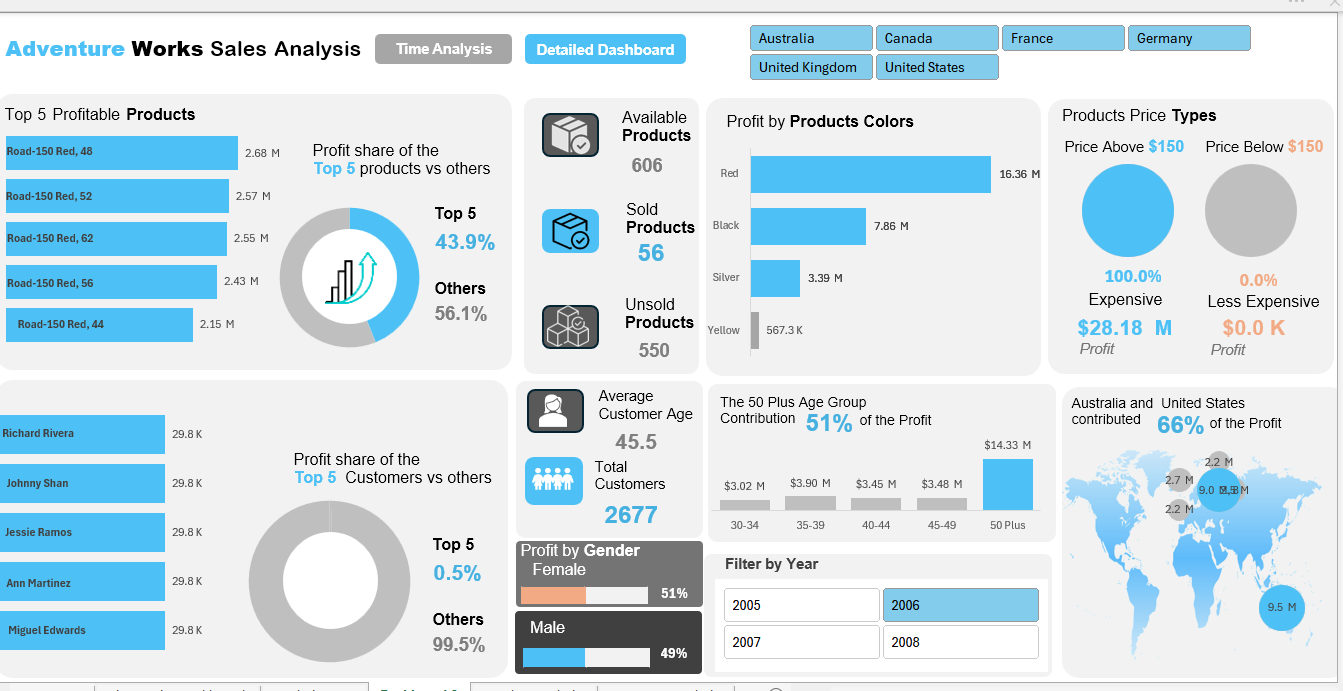 Adventure Works Sales Analysis
Time Analysis
Detailed Dashboard
Australia
Canada
France
Germany
United Kingdom
United States
Top 5 Profitable Products
Road-150 Red, 48
2.68 M
Road-150 Red, 52
2.57 M
Road-150 Red, 62
2.55 M
Road-150 Red, 56
2.43 M
Road-150 Red, 44
2.15 M
Profit share of the
Top 5 products vs others
Top 5
43.9%
Others
56.1%
Available
Products
606
Sold
Products
56
Unsold
Products
550
Profit by Products Colors
Red
16.36 M
Black
7.86 M
Silver
3.39 M
Yellow
567.3 K
Products Price Types
Price Above $150
Price Below $150
100.0%
Expensive
$28.18 M
Profit
0.0%
Less Expensive
$0.0 K
Profit
Richard Rivera
29.8 K
Johnny Shan
29.8 K
Jessie Ramos
29.8 K
Ann Martinez
29.8 K
Miguel Edwards
29.8 K
Profit share of the
Top 5 Customers vs others
Top 5
0.5%
Others
99.5%
Average
Customer Age
45.5
Total
Customers
2677
Profit by Gender
Female
51%
Male
49%
The 50 Plus Age Group
Contribution 51% of the Profit
$3.02 M
$3.90 M
$3.45 M
$3.48 M
$14.33 M
30-34
35-39
40-44
45-49
50 Plus
Filter by Year
2005
2006
2007
2008
Australia and United States
contributed 66% of the Profit
2.2 M
2.7 M
9.0 M
2.2 M
9.5 M